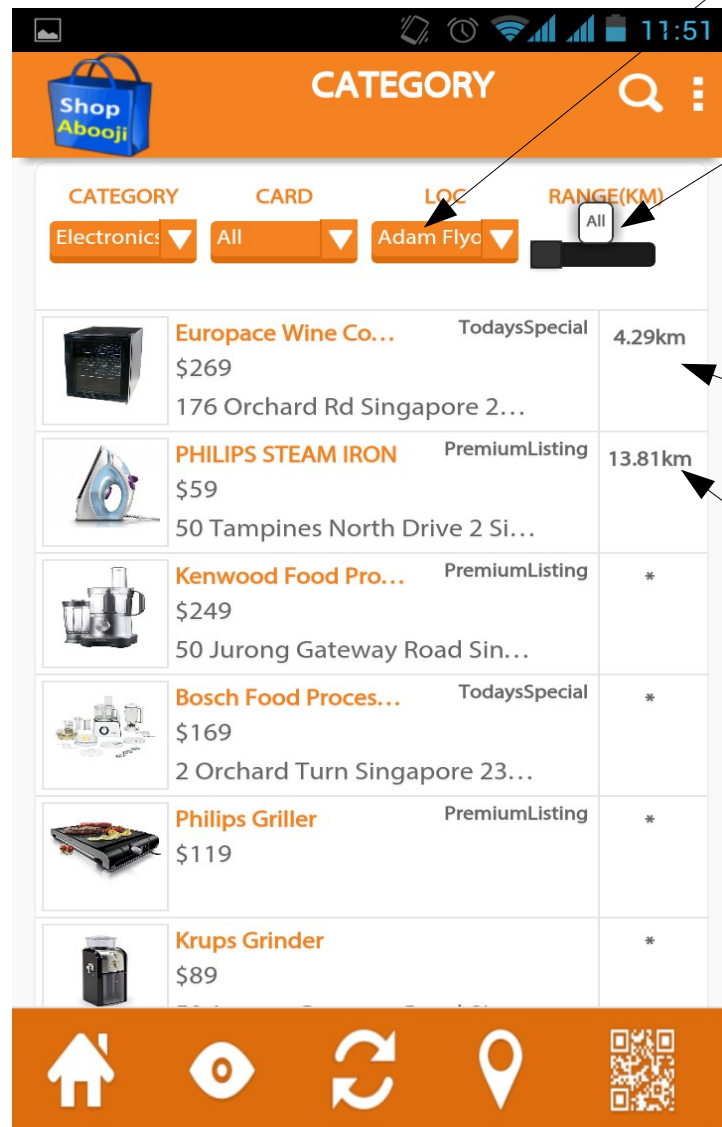 11:51
Shop
Abooji
CATEGORY
CATEGORY CARD LOC RANGE(KM)
Electronics All Adam Flyo All
Europace Wine Co... TodaysSpecial 4.29km
$269
176 Orchard Rd Singapore 2...
PHILIPS STEAM IRON PremiumListing 13.81km
$59
50 Tampines North Drive 2 Si...
Kenwood Food Pro... PremiumListing *
$249
50 Jurong Gateway Road Sin...
Bosch Food Proces... TodaysSpecial *
$169
2 Orchard Turn Singapore 23...
Philips Griller PremiumListing *
$119
Krups Grinder *
$89